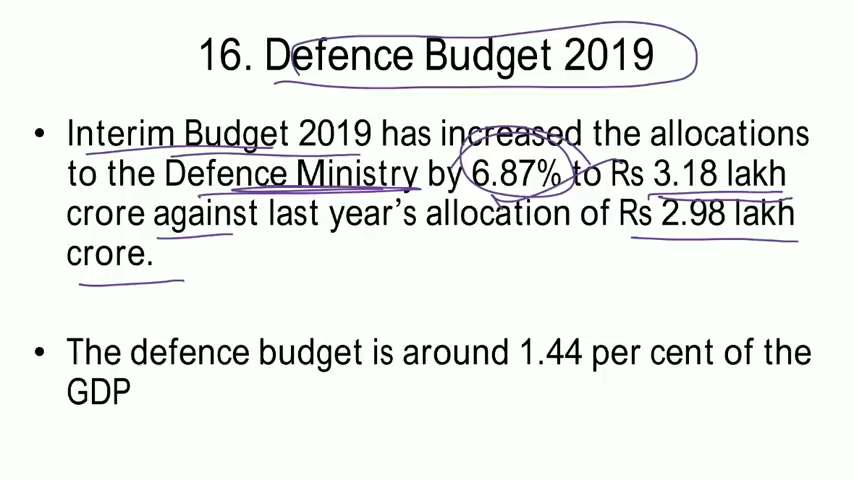 16. Defence Budget 2019
• Interim Budget 2019 has increased the allocations
to the Defence Ministry by 6.87% to Rs 3.18 lakh
crore against last year’s allocation of Rs 2.98 lakh
crore.
• The defence budget is around 1.44 per cent of the
GDP